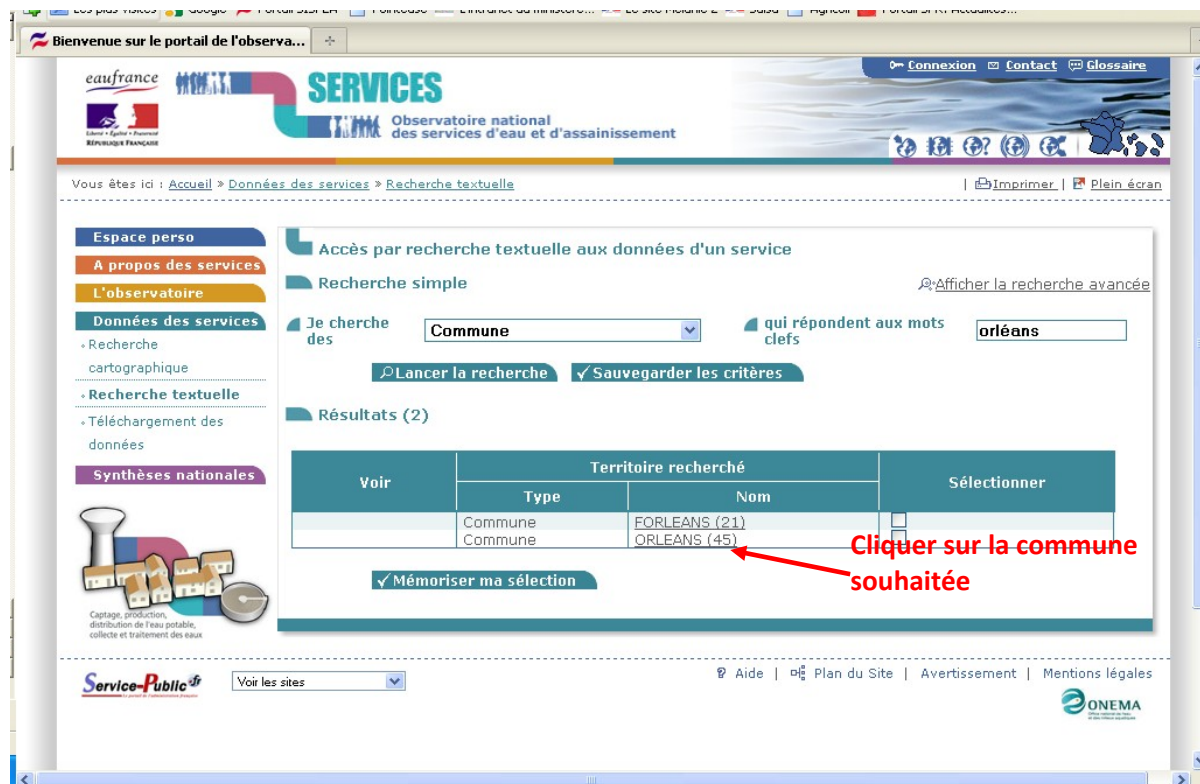 Bienvenue sur le portail de l'observa...
eaufrance
SERVICES
Observatoire national
des services d'eau et d'assainissement
Connexion Contact Glossaire
Liberté • Égalité • Fraternité
RÉPUBLIQUE FRANÇAISE
Vous êtes ici : Accueil » Données des services » Recherche textuelle
| Imprimer | Plein écran
Espace perso
A propos des services
L'observatoire
Données des services
Recherche
cartographique
Recherche textuelle
Téléchargement des
données
Synthèses nationales
Captage, production,
distribution de l'eau potable,
collecte et traitement des eaux
Accès par recherche textuelle aux données d'un service
Recherche simple
Afficher la recherche avancée
Je cherche
des
Commune
qui répondent aux mots
clefs
orléans
Lancer la recherche
Sauvegarder les critères
Résultats (2)
Voir
Territoire recherché
Sélectionner
Type
Nom
Commune FORLEANS (21)
Commune ORLEANS (45)
Cliquer sur la commune
souhaitée
Mémoriser ma sélection
Service-Public.fr
Voir les sites
Aide | Plan du Site | Avertissement | Mentions légales
ONEMA